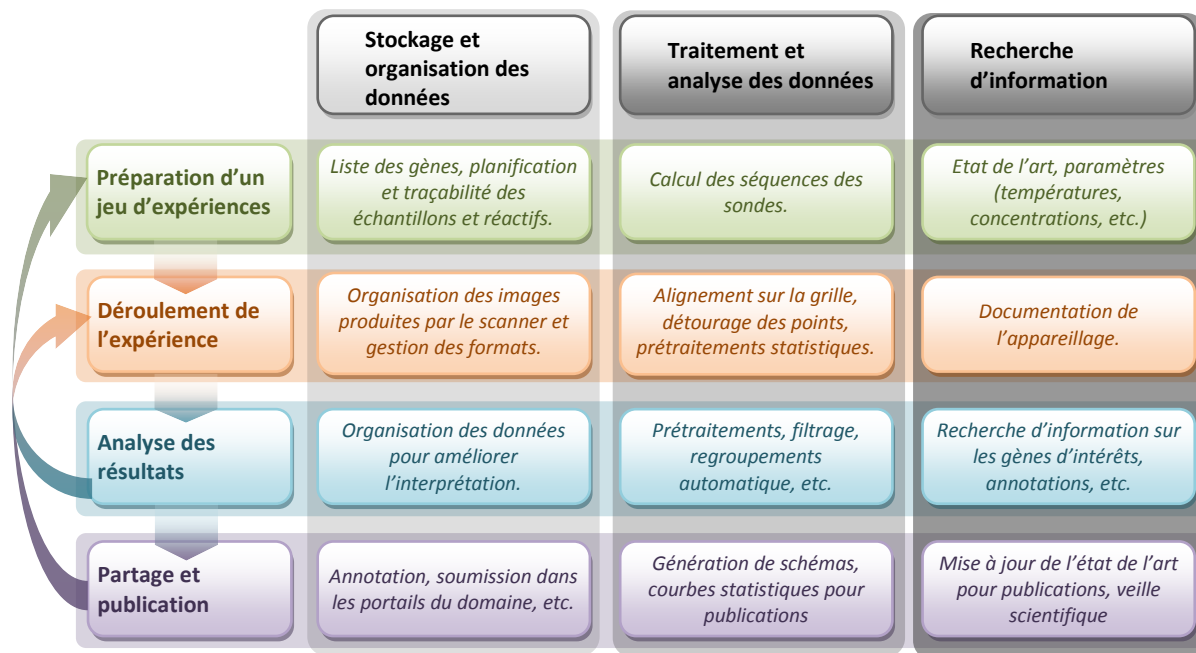 Stockage et
organisation des
données
Traitement et
analyse des données
Recherche
d'information
Préparation d'un
jeu d'expériences
Liste des gènes, planification
et traçabilité des
échantillons et réactifs.
Calcul des séquences des
sondes.
Etat de l'art, paramètres
(températures,
concentrations, etc.)
Déroulement de
l'expérience
Organisation des images
produites par le scanner et
gestion des formats.
Alignement sur la grille,
détourage des points,
prétraitements statistiques.
Documentation de
l'appareillage.
Analyse des
résultats
Organisation des données
pour améliorer
l'interprétation.
Prétraitements, filtrage,
regroupements
automatique, etc.
Recherche d'information sur
les gènes d'intérêts,
annotations, etc.
Partage et
publication
Annotation, soumission dans
les portails du domaine, etc.
Génération de schémas,
courbes statistiques pour
publications
Mise à jour de l'état de l'art
pour publications, veille
scientifique